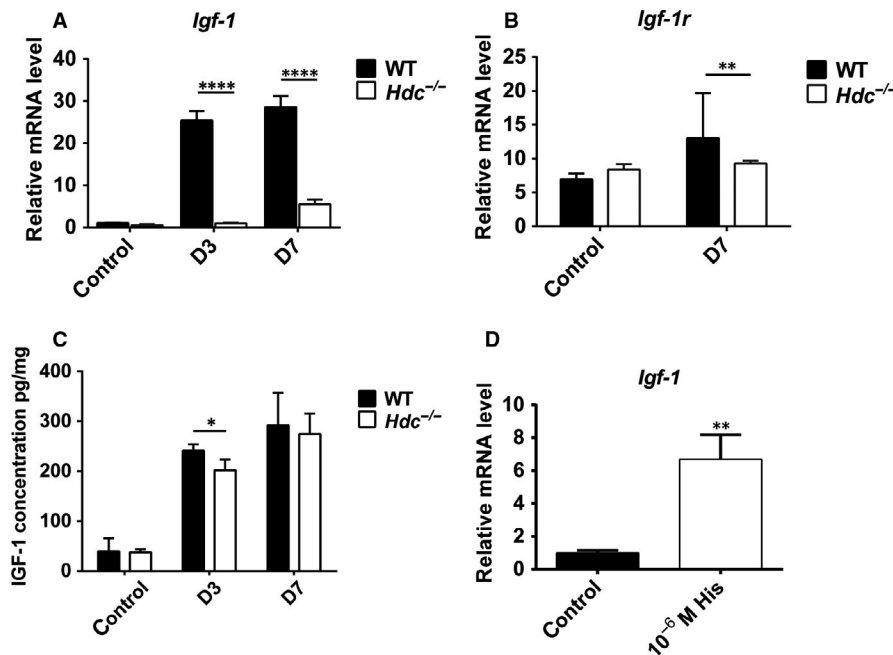 A
Igf-1
Relative mRNA level
40
30
20
10
0
****
****
WT
Hdc−/−
Control
D3
D7
B
Igf-1r
Relative mRNA level
25
20
15
10
5
0
**
WT
Hdc−/−
Control
D7
C
IGF-1 concentration pg/mg
400
300
200
100
0
*
WT
Hdc−/−
Control
D3
D7
D
Igf-1
Relative mRNA level
10
8
6
4
2
0
**
Control
10−6 M His